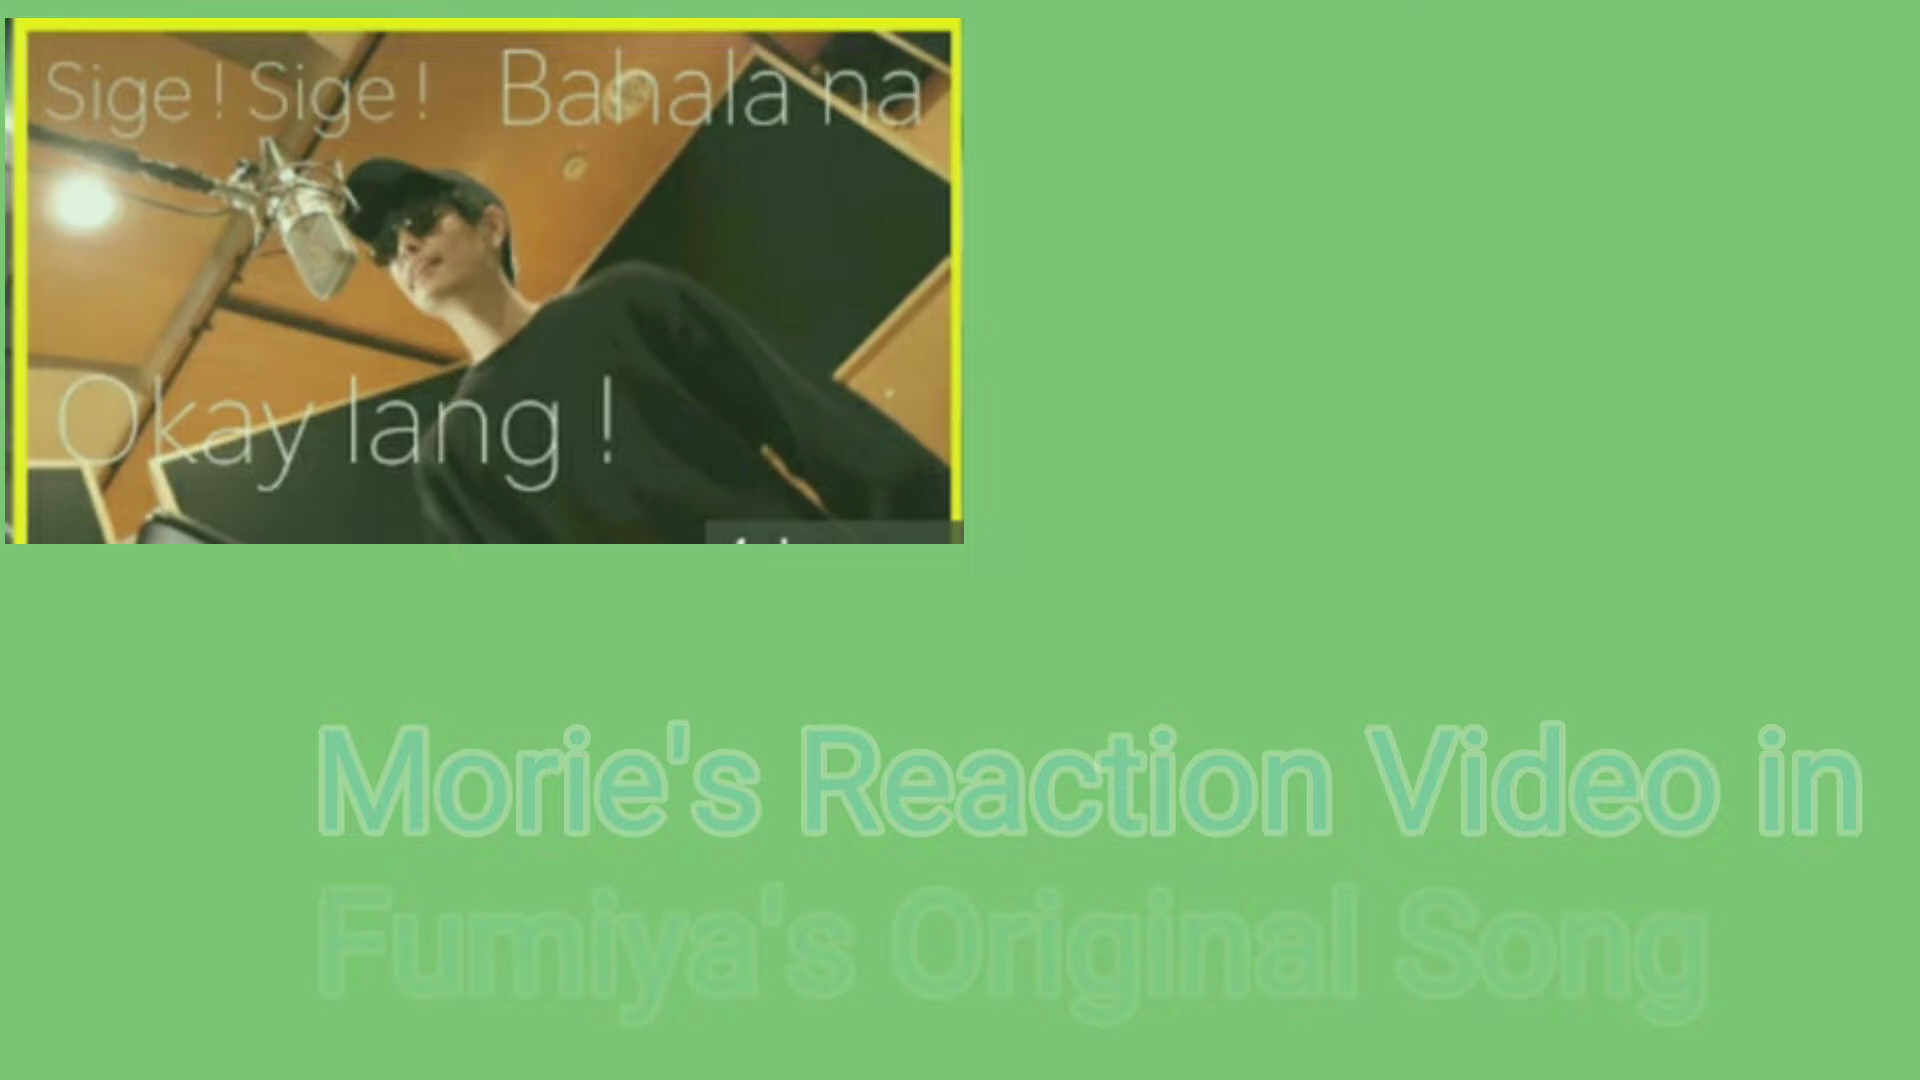 Sige ! Sige ! Bahala na
Okay lang !
Morie's Reaction Video in
Fumiya's Original Song